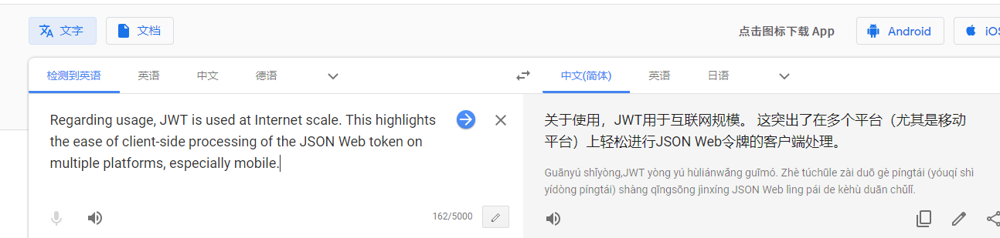 文字 文档 点击图标下载 App Android iOS
检测到英语 英语 中文 德语 中文(简体) 英语 日语
Regarding usage, JWT is used at Internet scale. This highlights
the ease of client-side processing of the JSON Web token on
multiple platforms, especially mobile.
162/5000
关于使用，JWT用于互联网规模。 这突出了在多个平台（尤其是移动
平台）上轻松进行JSON Web令牌的客户端处理。
Guānyú shǐyòng,JWT yòng yú hùliánwǎng guīmó. Zhè túchūle zài duō gè píngtái (yóuqí shì
yídòng píngtái) shàng qīngsōng jìnxíng JSON Web lìng pái de kèhù duān chǔlǐ.